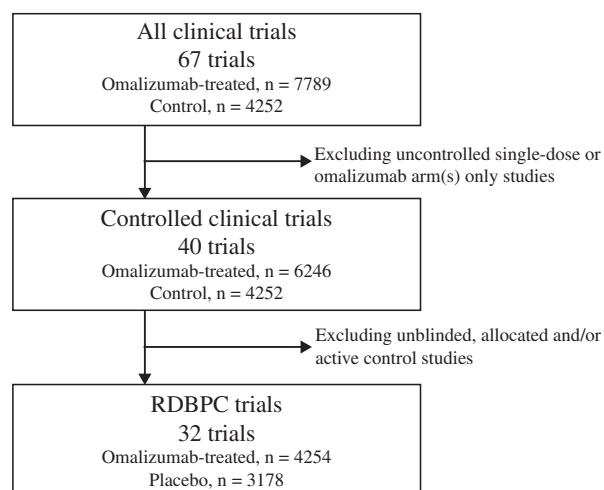 All clinical trials
67 trials
Omalizumab-treated, n = 7789
Control, n = 4252
Excluding uncontrolled single-dose or
omalizumab arm(s) only studies
Controlled clinical trials
40 trials
Omalizumab-treated, n = 6246
Control, n = 4252
Excluding unblinded, allocated and/or
active control studies
RDBPC trials
32 trials
Omalizumab-treated, n = 4254
Placebo, n = 3178